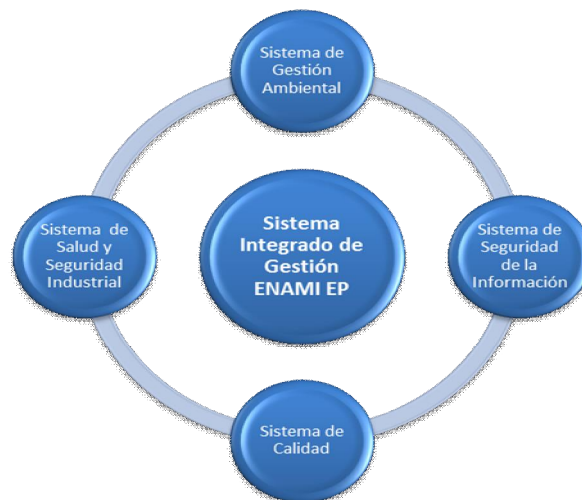 Sistema de
Gestión
Ambiental
Sistema de
Salud y
Seguridad
Industrial
Sistema
Integrado de
Gestión
ENAMI EP
Sistema de
Seguridad
de la
Información
Sistema de
Calidad